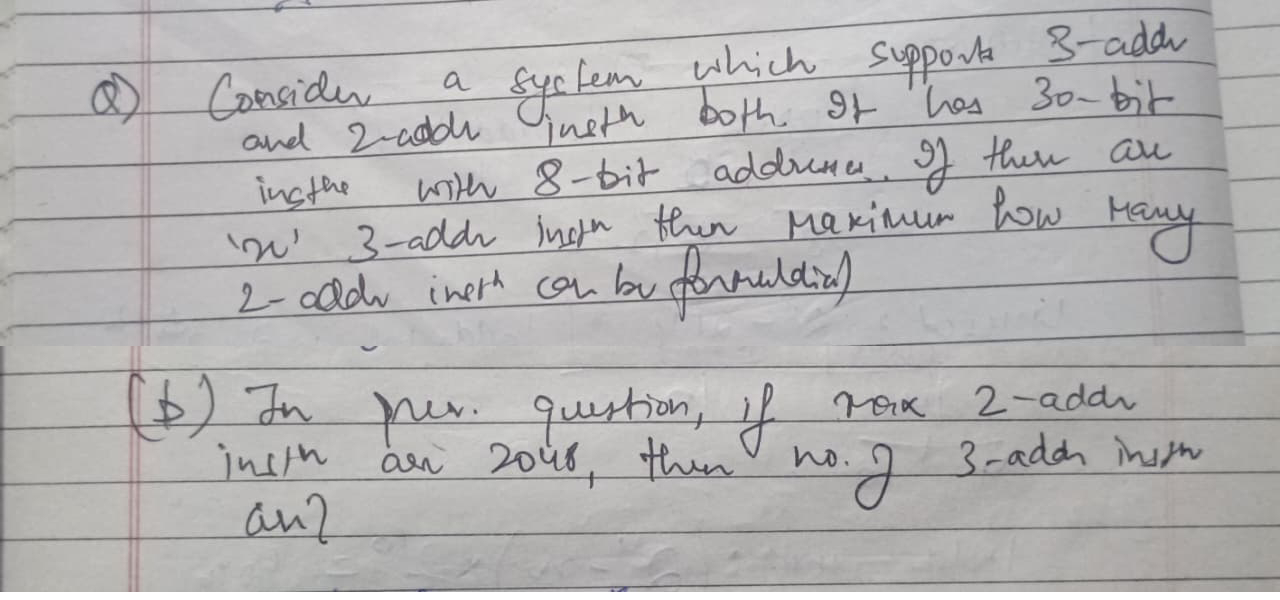 Q) Consider a system which supports 3-addr
and 2-addr instn both. It has 30-bit
instne with 8-bit addresses. If there are
'n' 3-addr instn then maximum how many
2-addr instn can be formulated)
(b) In prev. question, if max 2-addr
instn are 2048, then no. of 3-addr instn
are?